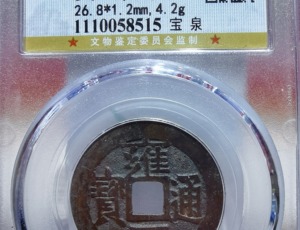 26.8*1.2mm,4.2g
1110058515 宝泉
★ 文物鉴定委员会监制 ★
雍
寶 通